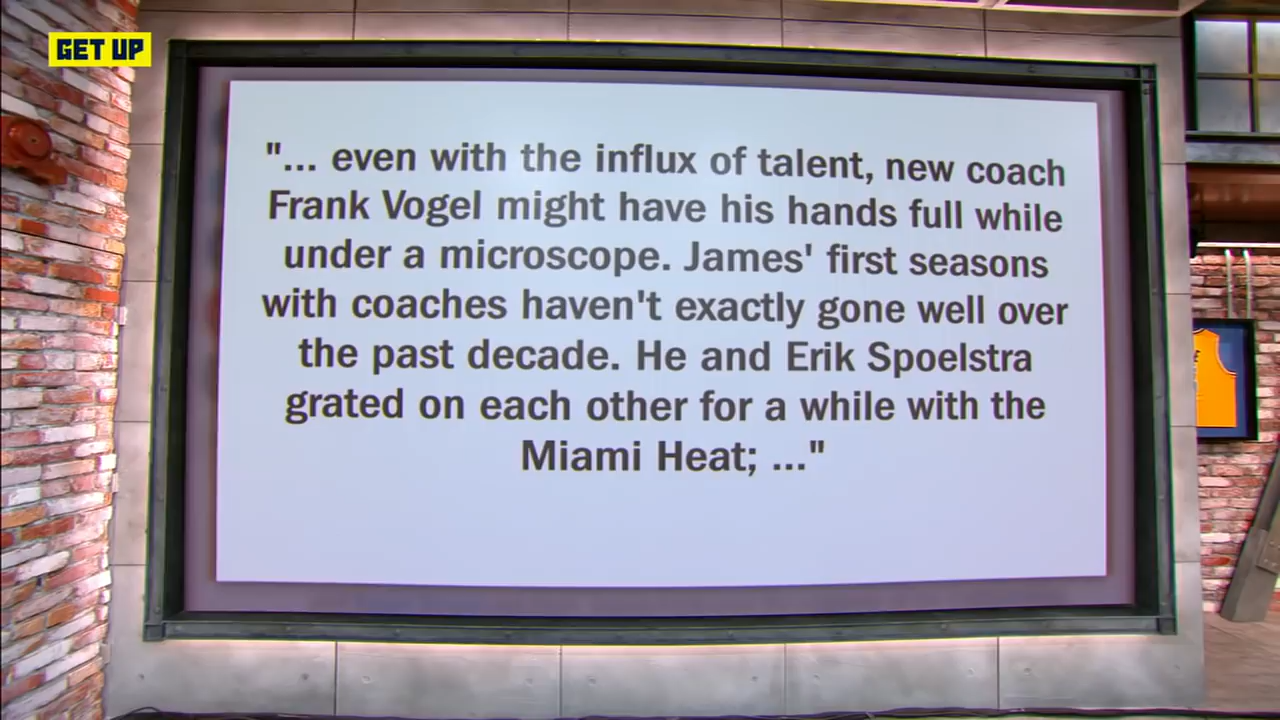 GET UP
"... even with the influx of talent, new coach
Frank Vogel might have his hands full while
under a microscope. James' first seasons
with coaches haven't exactly gone well over
the past decade. He and Erik Spoelstra
grated on each other for a while with the
Miami Heat; ..."